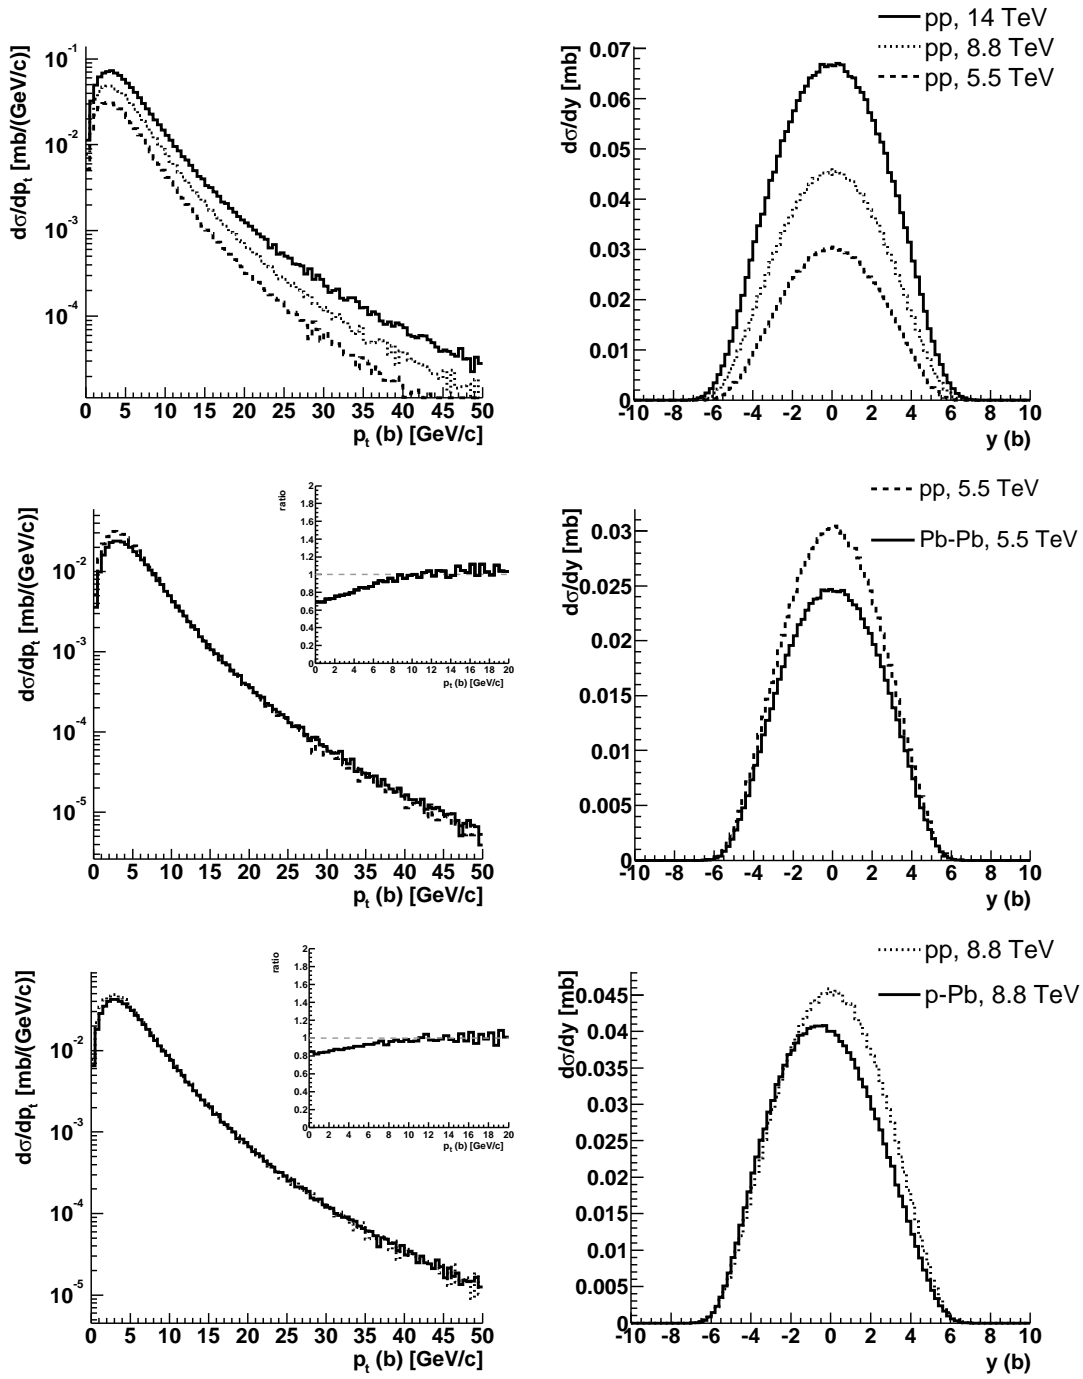 pp, 14 TeV
pp, 8.8 TeV
pp, 5.5 TeV
dσ/dp_t [mb/(GeV/c)]
10^-1
10^-2
10^-3
10^-4
0 5 10 15 20 25 30 35 40 45 50
p_t (b) [GeV/c]
dσ/dy [mb]
0.07
0.06
0.05
0.04
0.03
0.02
0.01
0
-10 -8 -6 -4 -2 0 2 4 6 8 10
y (b)
dσ/dp_t [mb/(GeV/c)]
10^-2
10^-3
10^-4
10^-5
0 5 10 15 20 25 30 35 40 45 50
p_t (b) [GeV/c]
ratio
2
1.8
1.6
1.4
1.2
1
0.8
0.6
0.4
0.2
0
0 2 4 6 8 10 12 14 16 18 20
p_t (b) [GeV/c]
pp, 5.5 TeV
Pb-Pb, 5.5 TeV
dσ/dy [mb]
0.03
0.025
0.02
0.015
0.01
0.005
0
-10 -8 -6 -4 -2 0 2 4 6 8 10
y (b)
dσ/dp_t [mb/(GeV/c)]
10^-2
10^-3
10^-4
10^-5
0 5 10 15 20 25 30 35 40 45 50
p_t (b) [GeV/c]
ratio
2
1.8
1.6
1.4
1.2
1
0.8
0.6
0.4
0.2
0
0 2 4 6 8 10 12 14 16 18 20
p_t (b) [GeV/c]
pp, 8.8 TeV
p-Pb, 8.8 TeV
dσ/dy [mb]
0.045
0.04
0.035
0.03
0.025
0.02
0.015
0.01
0.005
0
-10 -8 -6 -4 -2 0 2 4 6 8 10
y (b)